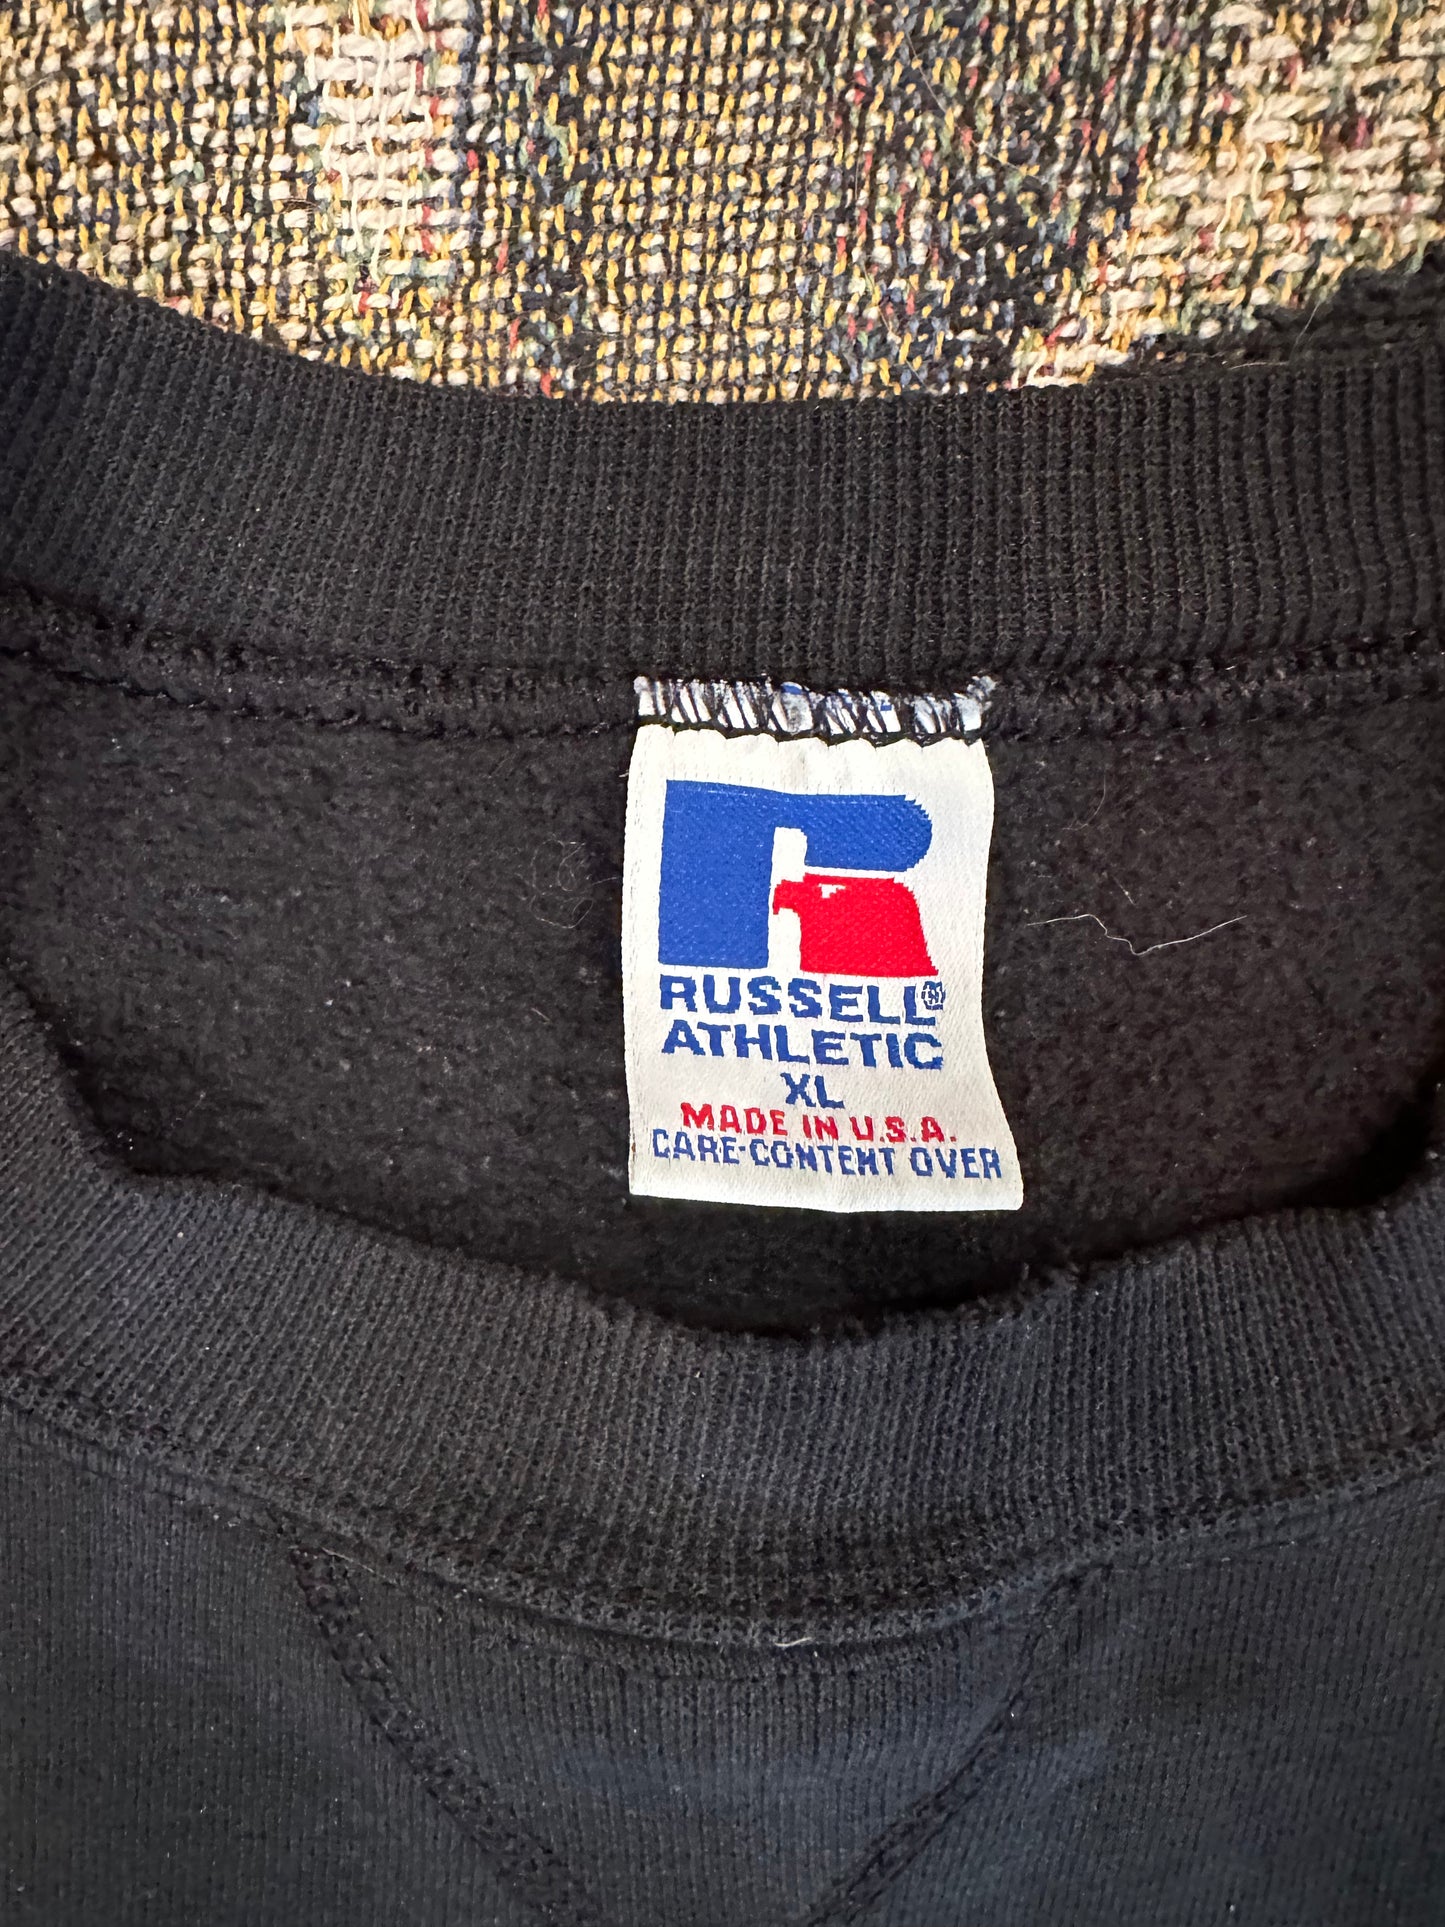 RUSSELL®
ATHLETIC
XL
MADE IN U.S.A.
CARE-CONTENT OVER